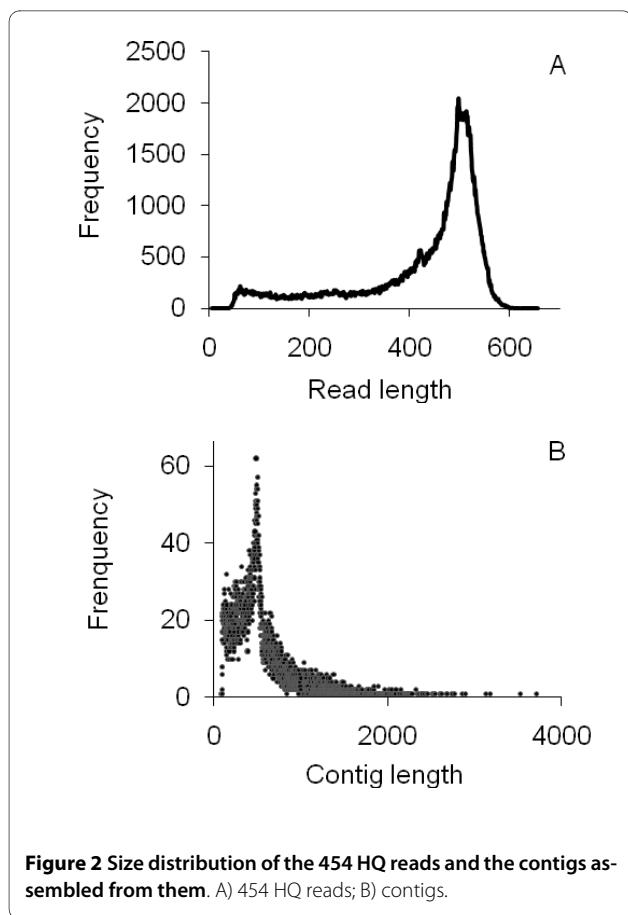 A
2500
2000
1500
1000
500
0
Frequency
0 200 400 600
Read length
B
60
40
20
0
Frenquency
0 2000 4000
Contig length
Figure 2 Size distribution of the 454 HQ reads and the contigs as-
sembled from them. A) 454 HQ reads; B) contigs.